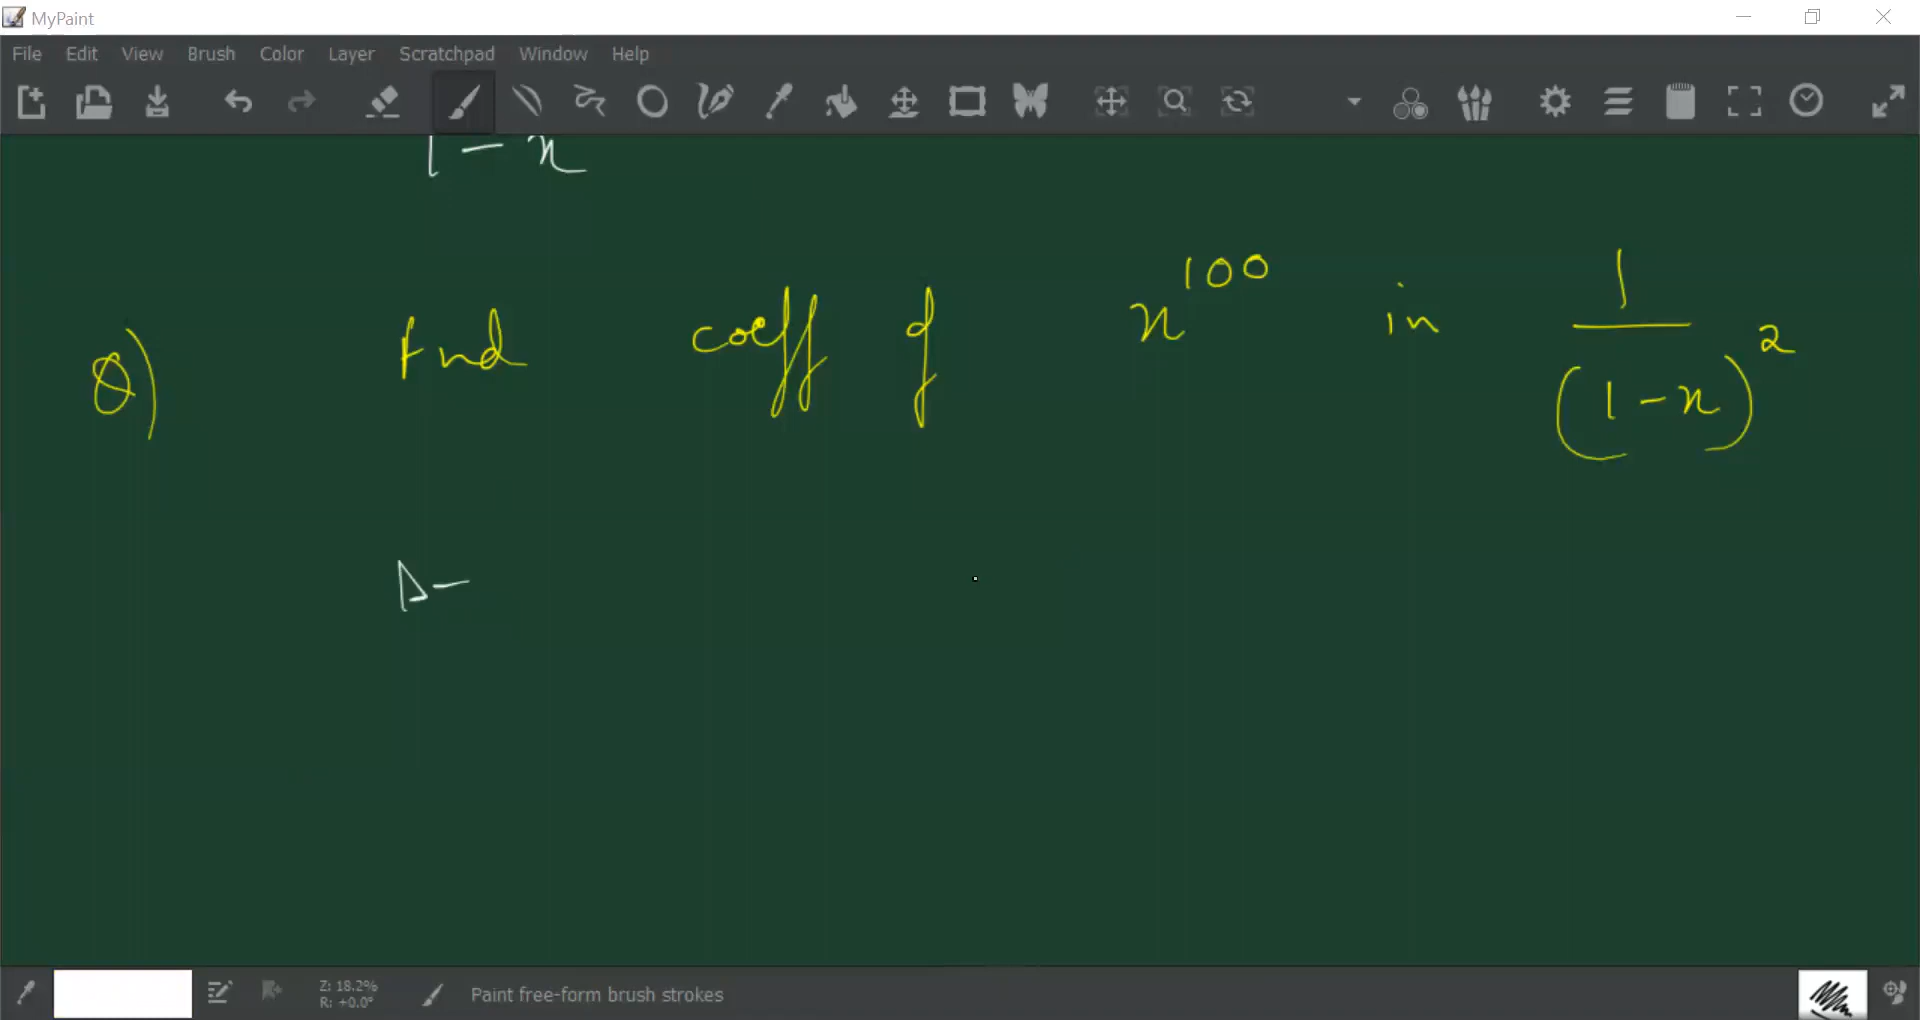 MyPaint
File Edit View Brush Color Layer Scratchpad Window Help
1 - x
Q) find coeff of x^100 in 1/(1-x)^2
Z: 18.2%
R: +0.0°
Paint free-form brush strokes